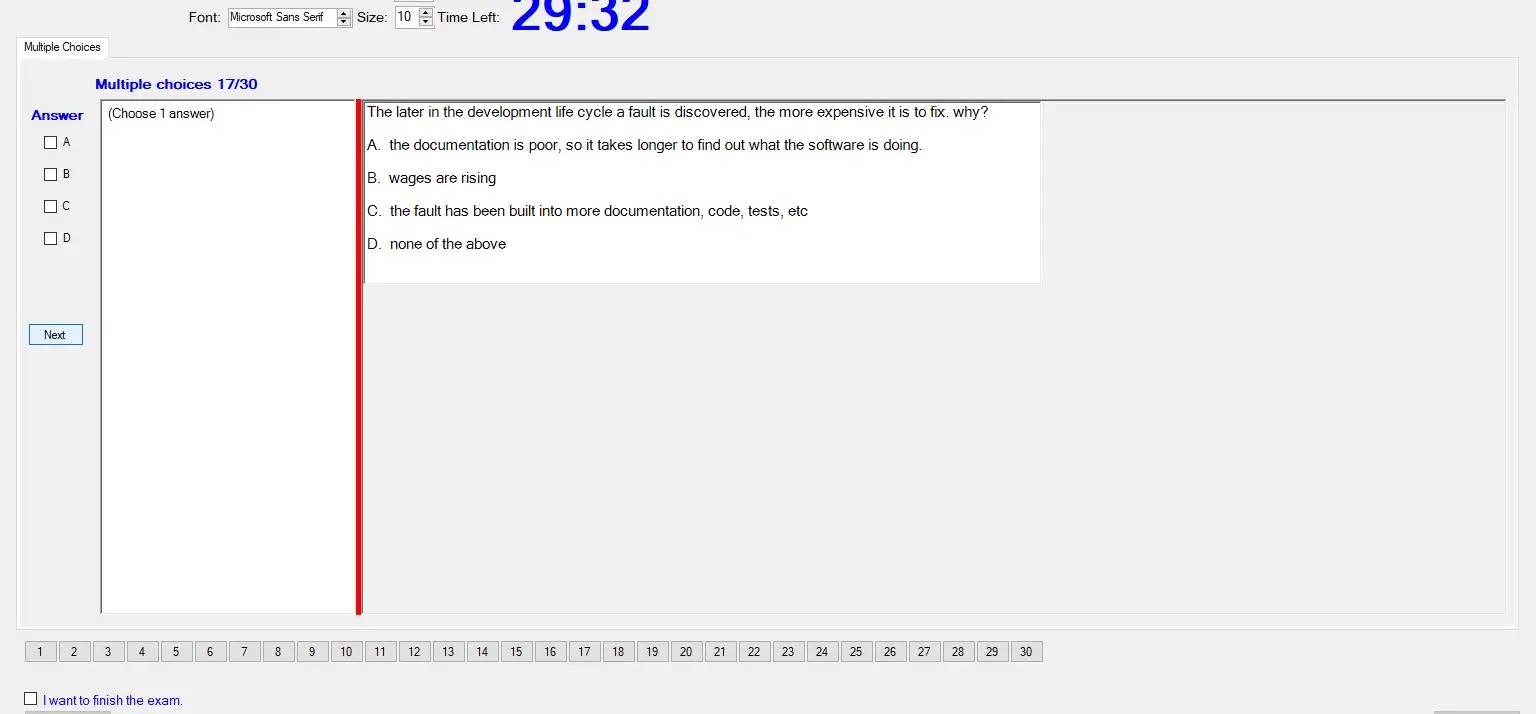 Font: Microsoft Sans Serif Size: 10 Time Left: 29:32
Multiple Choices
Multiple choices 17/30
Answer
A
B
C
D
Next
(Choose 1 answer)
The later in the development life cycle a fault is discovered, the more expensive it is to fix. why?
A. the documentation is poor, so it takes longer to find out what the software is doing.
B. wages are rising
C. the fault has been built into more documentation, code, tests, etc
D. none of the above
1 2 3 4 5 6 7 8 9 10 11 12 13 14 15 16 17 18 19 20 21 22 23 24 25 26 27 28 29 30
I want to finish the exam.